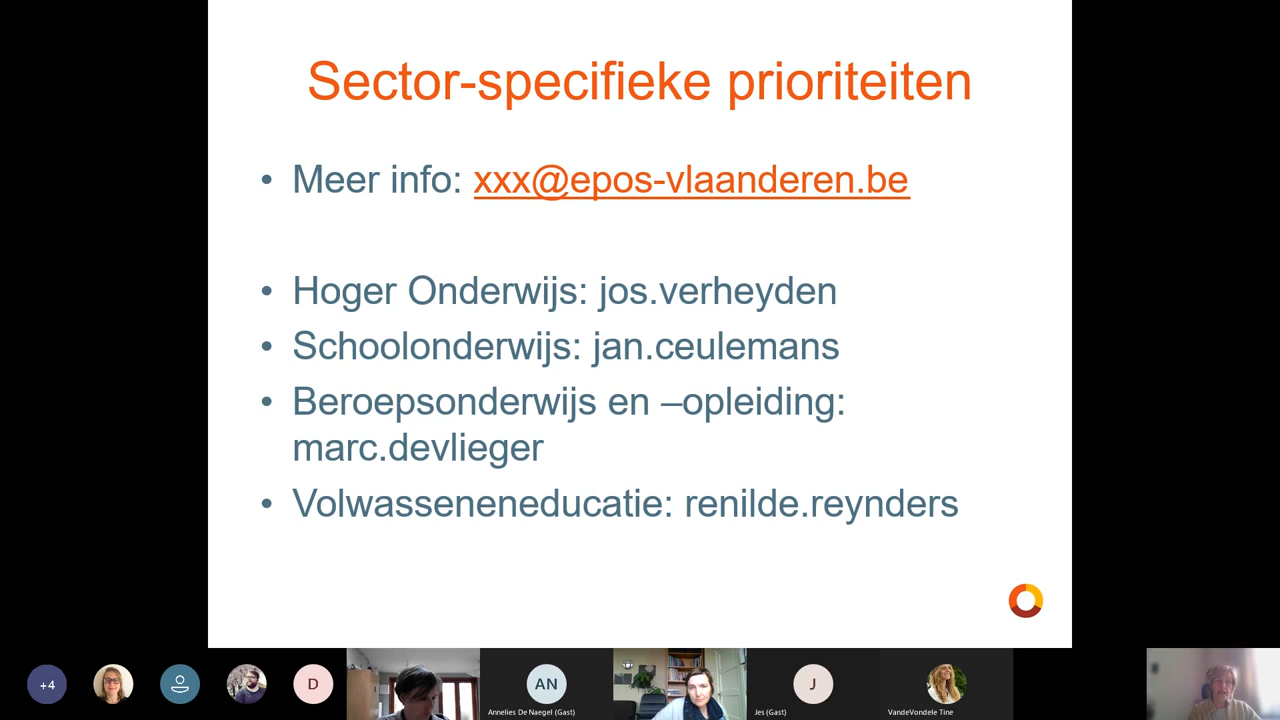 Sector-specifieke prioriteiten
• Meer info: xxx@epos-vlaanderen.be
• Hoger Onderwijs: jos.verheyden
• Schoolonderwijs: jan.ceulemans
• Beroepsonderwijs en –opleiding:
marc.devlieger
• Volwasseneneducatie: renilde.reynders
+4
D
AN
J
Annelies De Naegel (Gast)
Jes (Gast)
VandeVondele Tine